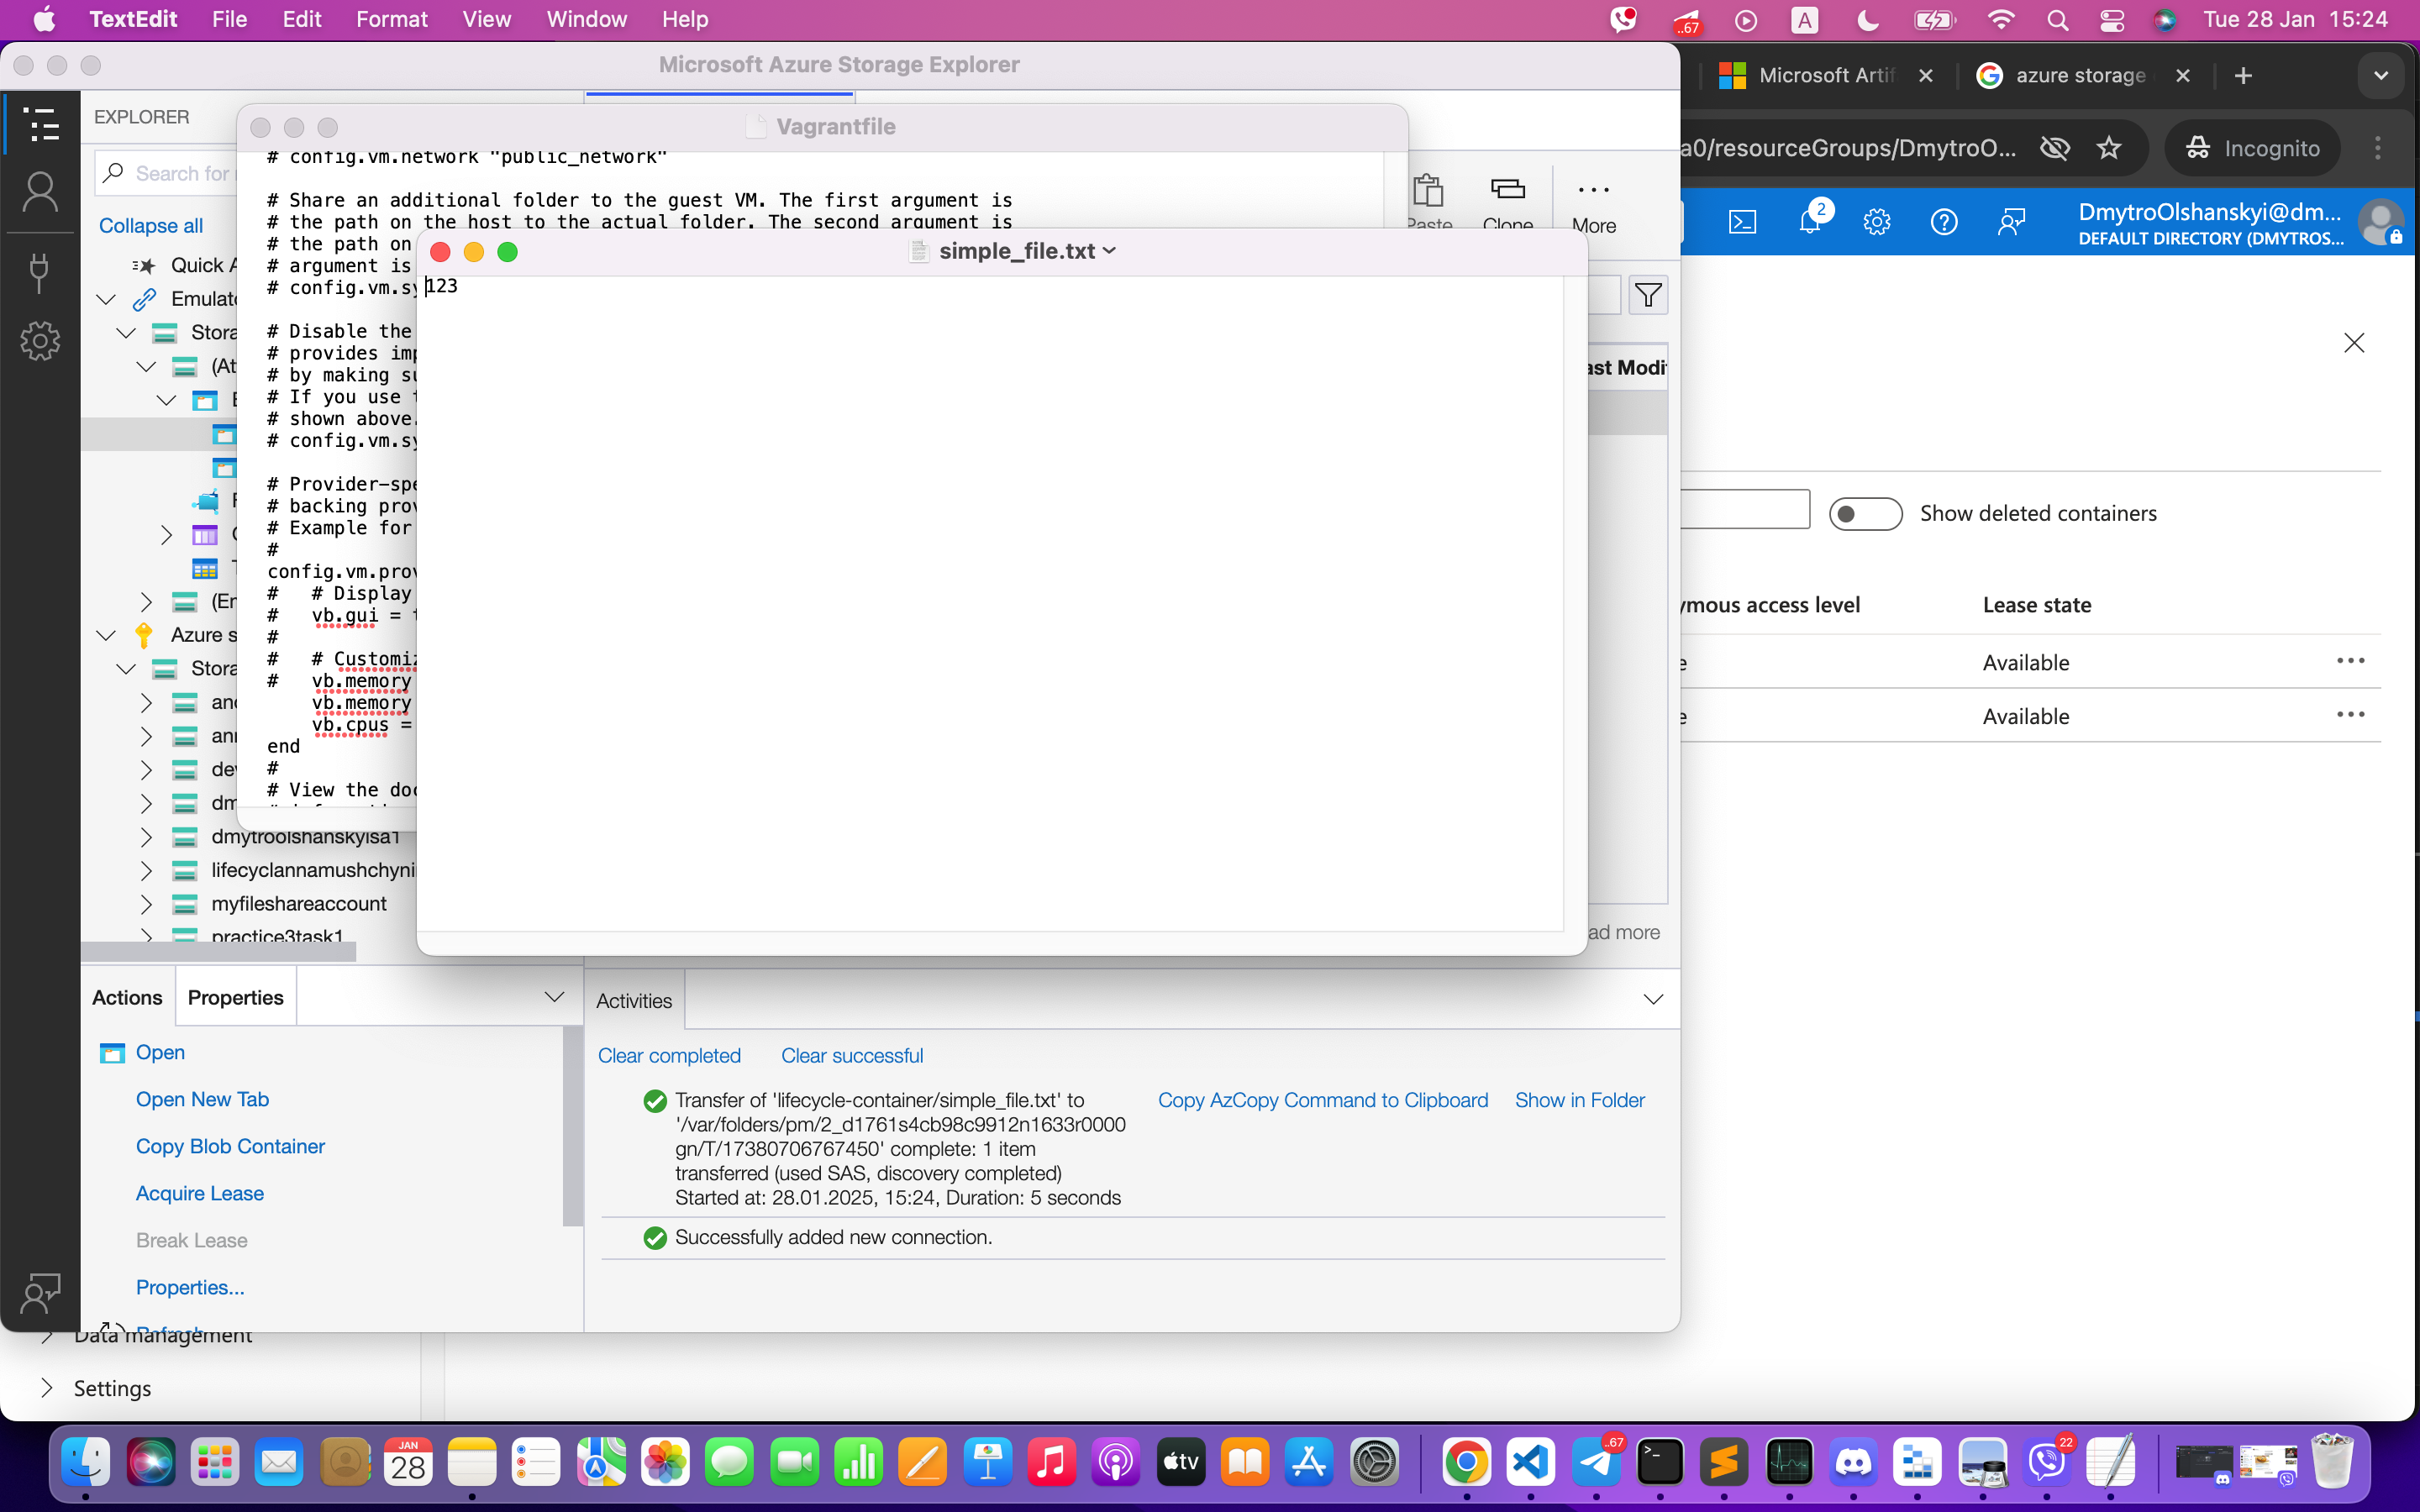 TextEdit File Edit Format View Window Help
..67 A Tue 28 Jan 15:24
Microsoft Azure Storage Explorer
Microsoft Artif
azure storage
a0/resourceGroups/DmytroO...
Incognito
2
DmytroOlshanskyi@dm...
DEFAULT DIRECTORY (DMYTROS...
EXPLORER
Search for
Collapse all
Quick A
Emulat
Stora
(At
(Em
Azure s
Stora
dmytroolshanskyisa1
lifecyclannamushchyni
myfileshareaccount
practice3task1
Vagrantfile
# config.vm.network "public_network"
# Share an additional folder to the guest VM. The first argument is
# the path on the host to the actual folder. The second argument is
# the path on
# argument is
# config.vm.sy
# Disable the
# provides imp
# by making su
# If you use
# shown above.
# config.vm.sy
# Provider-spe
# backing prov
# Example for
#
config.vm.prov
# # Display
# vb.gui =
#
# # Customiz
# vb.memory
vb.memory
vb.cpus =
end
#
# View the doc
simple_file.txt
123
Paste Clone More
ast Modi
ad more
Show deleted containers
ymous access level Lease state
e Available
e Available
Actions Properties
Open
Open New Tab
Copy Blob Container
Acquire Lease
Break Lease
Properties...
Refresh
Activities
Clear completed Clear successful
Transfer of 'lifecycle-container/simple_file.txt' to
'/var/folders/pm/2_d1761s4cb98c9912n1633r0000
gn/T/17380706767450' complete: 1 item
transferred (used SAS, discovery completed)
Started at: 28.01.2025, 15:24, Duration: 5 seconds
Copy AzCopy Command to Clipboard Show in Folder
Successfully added new connection.
Data management
Settings
JAN
28
tv
..67
22